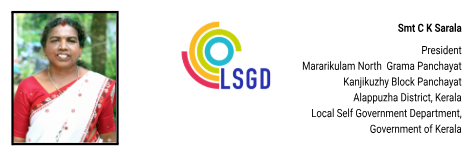 LSGD
Smt C K Sarala
President
Mararikulam North Grama Panchayat
Kanjikuzhy Block Panchayat
Alappuzha District, Kerala
Local Self Government Department,
Government of Kerala